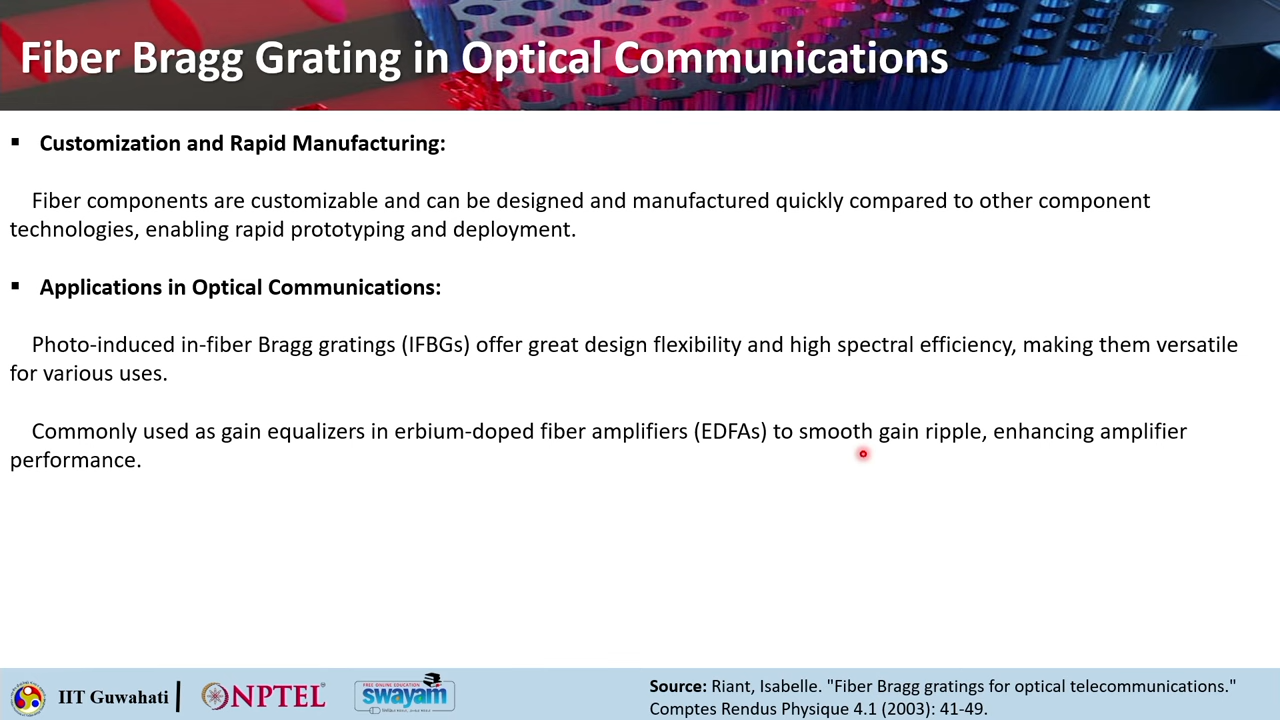 Fiber Bragg Grating in Optical Communications
▪ Customization and Rapid Manufacturing:
Fiber components are customizable and can be designed and manufactured quickly compared to other component
technologies, enabling rapid prototyping and deployment.
▪ Applications in Optical Communications:
Photo-induced in-fiber Bragg gratings (IFBGs) offer great design flexibility and high spectral efficiency, making them versatile
for various uses.
Commonly used as gain equalizers in erbium-doped fiber amplifiers (EDFAs) to smooth gain ripple, enhancing amplifier
performance.
IIT Guwahati
NPTEL
FREE ONLINE EDUCATION
swayam
Source: Riant, Isabelle. "Fiber Bragg gratings for optical telecommunications."
Comptes Rendus Physique 4.1 (2003): 41-49.